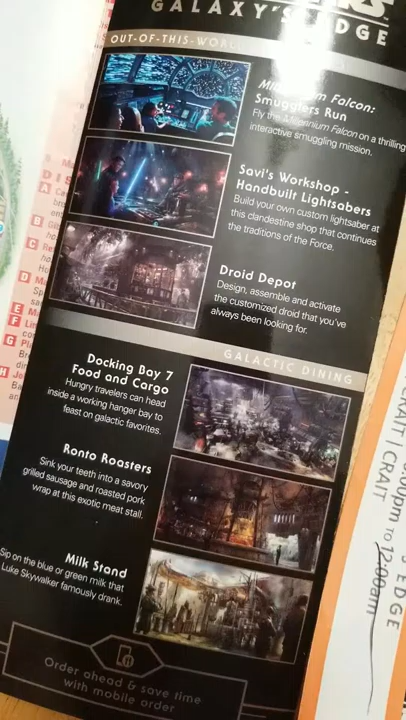 GALAXY'S EDGE
OUT-OF-THIS-WORL
Millennium Falcon:
Smugglers Run
Fly the Millennium Falcon on a thrilling
interactive smuggling mission.
Savi's Workshop -
Handbuilt Lightsabers
Build your own custom lightsaber at
this clandestine shop that continues
the traditions of the Force.
Droid Depot
Design, assemble and activate
the customized droid that you've
always been looking for.
GALACTIC DINING
Docking Bay 7
Food and Cargo
Hungry travelers can head
inside a working hanger bay to
feast on galactic favorites.
Ronto Roasters
Sink your teeth into a savory
grilled sausage and roasted pork
wrap at this exotic meat stall.
Milk Stand
Sip on the blue or green milk that
Luke Skywalker famously drank.
Order ahead & save time
with mobile order
A
B
C
D
E
F
G
H
CRAIT | CRAIT
:00pm TO 12:00am
S EDGE